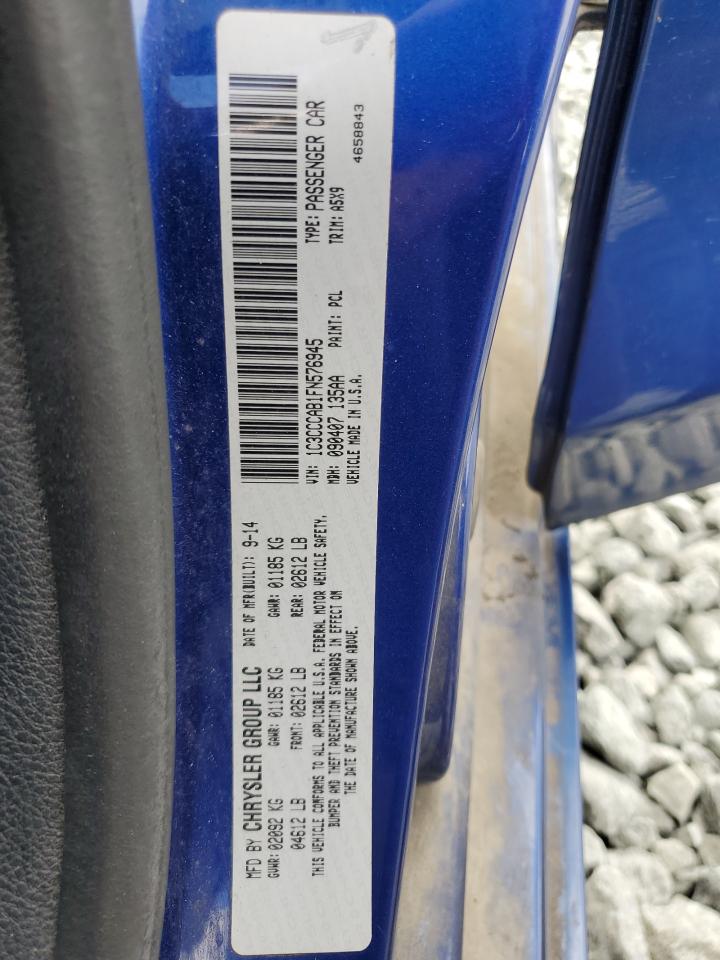 MFD BY CHRYSLER GROUP LLC DATE OF MFR(BUILT): 9-14
GVWR: 02092 KG GAWR: 01185 KG GAWR: 01185 KG
04612 LB FRONT: 02612 LB REAR: 02612 LB
THIS VEHICLE CONFORMS TO ALL APPLICABLE U.S.A. FEDERAL MOTOR VEHICLE SAFETY,
BUMPER AND THEFT PREVENTION STANDARDS IN EFFECT ON
THE DATE OF MANUFACTURE SHOWN ABOVE.
VIN: 1C3CCCAB1FN576945 TYPE: PASSENGER CAR
MDH: 090407 135AA PAINT: PCL TRIM: A5X9
VEHICLE MADE IN U.S.A. 4658843